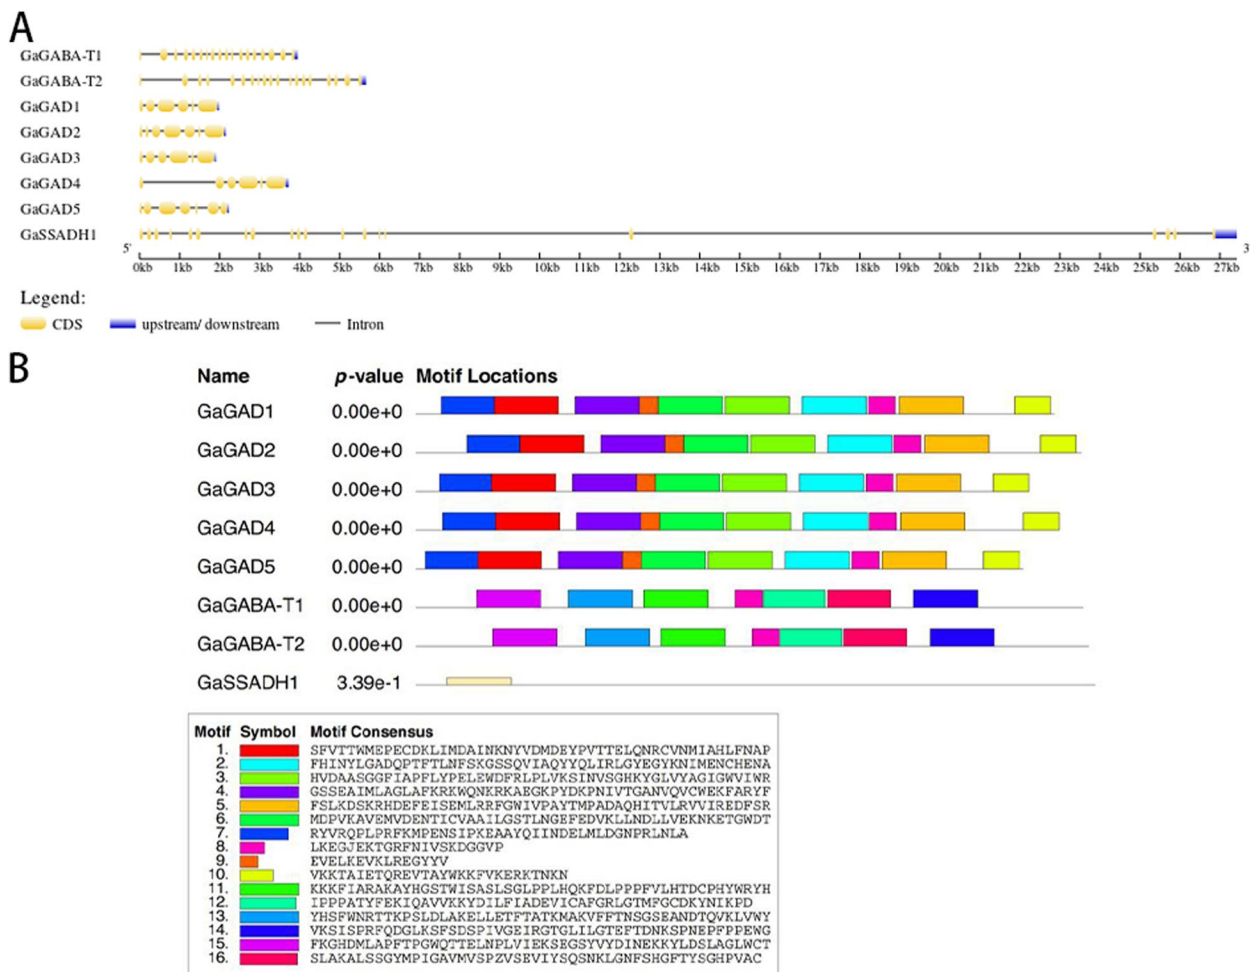 A
GaGABA-T1
GaGABA-T2
GaGAD1
GaGAD2
GaGAD3
GaGAD4
GaGAD5
GaSSADH1
5' 3
0kb 1kb 2kb 3kb 4kb 5kb 6kb 7kb 8kb 9kb 10kb 11kb 12kb 13kb 14kb 15kb 16kb 17kb 18kb 19kb 20kb 21kb 22kb 23kb 24kb 25kb 26kb 27kb
Legend:
CDS upstream/ downstream Intron
B
Name p-value Motif Locations
GaGAD1 0.00e+0
GaGAD2 0.00e+0
GaGAD3 0.00e+0
GaGAD4 0.00e+0
GaGAD5 0.00e+0
GaGABA-T1 0.00e+0
GaGABA-T2 0.00e+0
GaSSADH1 3.39e-1
Motif Symbol Motif Consensus
1. SFVTTWMEPECDKLIMDAINKNYVDMDEYPVTTELQNRCVNMIAHLFNAP
2. FHINYLGADQPTFTLNFSKGSSQVIAQYYQLIRLGYEGYKNIMENCHENA
3. HVDAASGGFIAPFLYPELEWDFRLPLVKSINVSGHKYGLVYAGIGWVIWR
4. GSSEAIMLAGLAFKRKWQNKRKAEGKPYDKPNIVTGANVQVCWEKFARYF
5. FSLKDSKRHDEFEISEMLRRFGWIVPAYTMPADAQHITVLRVVIREDFSR
6. MDPVKAVEMVDENTICVAAILGSTLNGEFEDVKLLNDLLVEKNKETGWDT
7. RYVRQPLPRFKMPENSIPKEAAYQIINDELMLDGNPRLNLA
8. LKEGJEKTGRFNIVSKDGGVP
9. EVELKEVKLREGYYV
10. VKKTAIETQREVTAYWKKFVKERKTNKN
11. KKKFIARAKAYHGSTWISASLSGLPPLHQKFDLPPPFVLHTDCPHYWRYH
12. IPPPATYFEKIQAVVKKYDILFIADEVICAFGRLGTMFGCDKYNIKPD
13. YHSFWNRTTKPSLDLAKELLETFTATKMAKVFFTNSGSEANDTQVKLVWY
14. VKSISPRFQDGLKSFSDSPIVGEIRGTGLILGTEFTDNKSPNEPFPPEWG
15. FKGHDMLAPFTPGWQTTELNPLVIEKSEGSYVYDINEKKYLDSLAGLWCT
16. SLAKALSSGYMPIGAVMVSPZVSEVIYSQSNKLGNFSHGFTYSGHPVAC